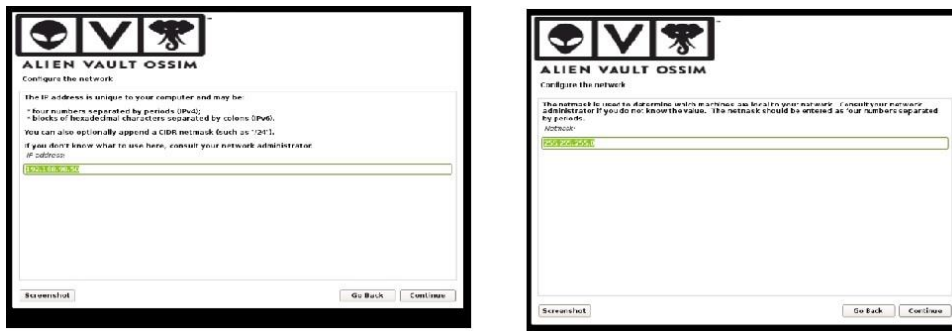 ALIEN VAULT OSSIM
Configure the network
The IP address is unique to your computer and may be:
* four numbers separated by periods (IPv4);
* blocks of hexadecimal characters separated by colons (IPv6).
You can also optionally append a CIDR netmask (such as "/24").
If you don't know what to use here, consult your network administrator.
IP address:
Screenshot
Go Back
Continue
ALIEN VAULT OSSIM
Configure the network
The netmask is used to determine which machines are local to your network. Consult your network
administrator if you do not know the value. The netmask should be entered as four numbers separated
by periods.
Netmask:
255.255.255.0
Screenshot
Go Back
Continue